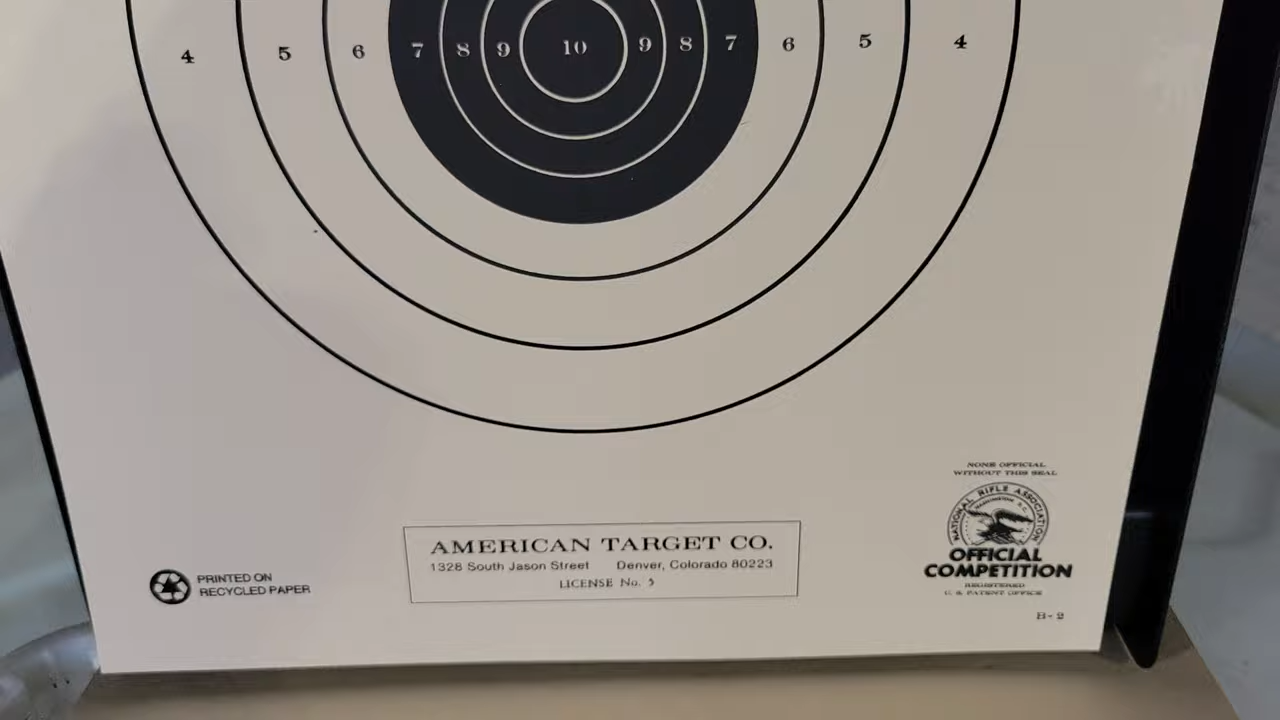 4 5 6 7 8 9 10 9 8 7 6 5 4
NONE OFFICIAL
WITHOUT THIS SEAL
NATIONAL RIFLE ASSOCIATION
WASHINGTON D.C.
OFFICIAL
COMPETITION
REGISTERED
U. S. PATENT OFFICE
B-2
AMERICAN TARGET CO.
1328 South Jason Street Denver, Colorado 80223
LICENSE No.
PRINTED ON
RECYCLED PAPER